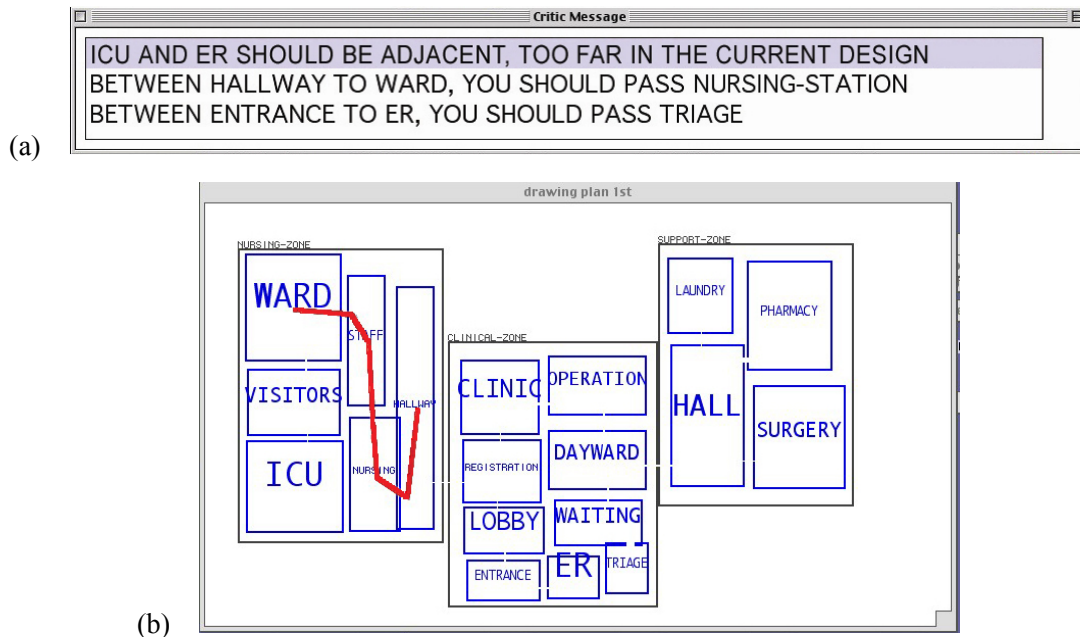 Critic Message
ICU AND ER SHOULD BE ADJACENT, TOO FAR IN THE CURRENT DESIGN
BETWEEN HALLWAY TO WARD, YOU SHOULD PASS NURSING-STATION
BETWEEN ENTRANCE TO ER, YOU SHOULD PASS TRIAGE
(a)
drawing plan 1st
NURSING-ZONE
WARD
STAFF
VISITORS
HALLWAY
ICU
NURSING
CLINICAL-ZONE
CLINIC
OPERATION
REGISTRATION
DAYWARD
LOBBY
WAITING
ENTRANCE
ER
TRIAGE
SUPPORT-ZONE
LAUNDRY
PHARMACY
HALL
SURGERY
(b)